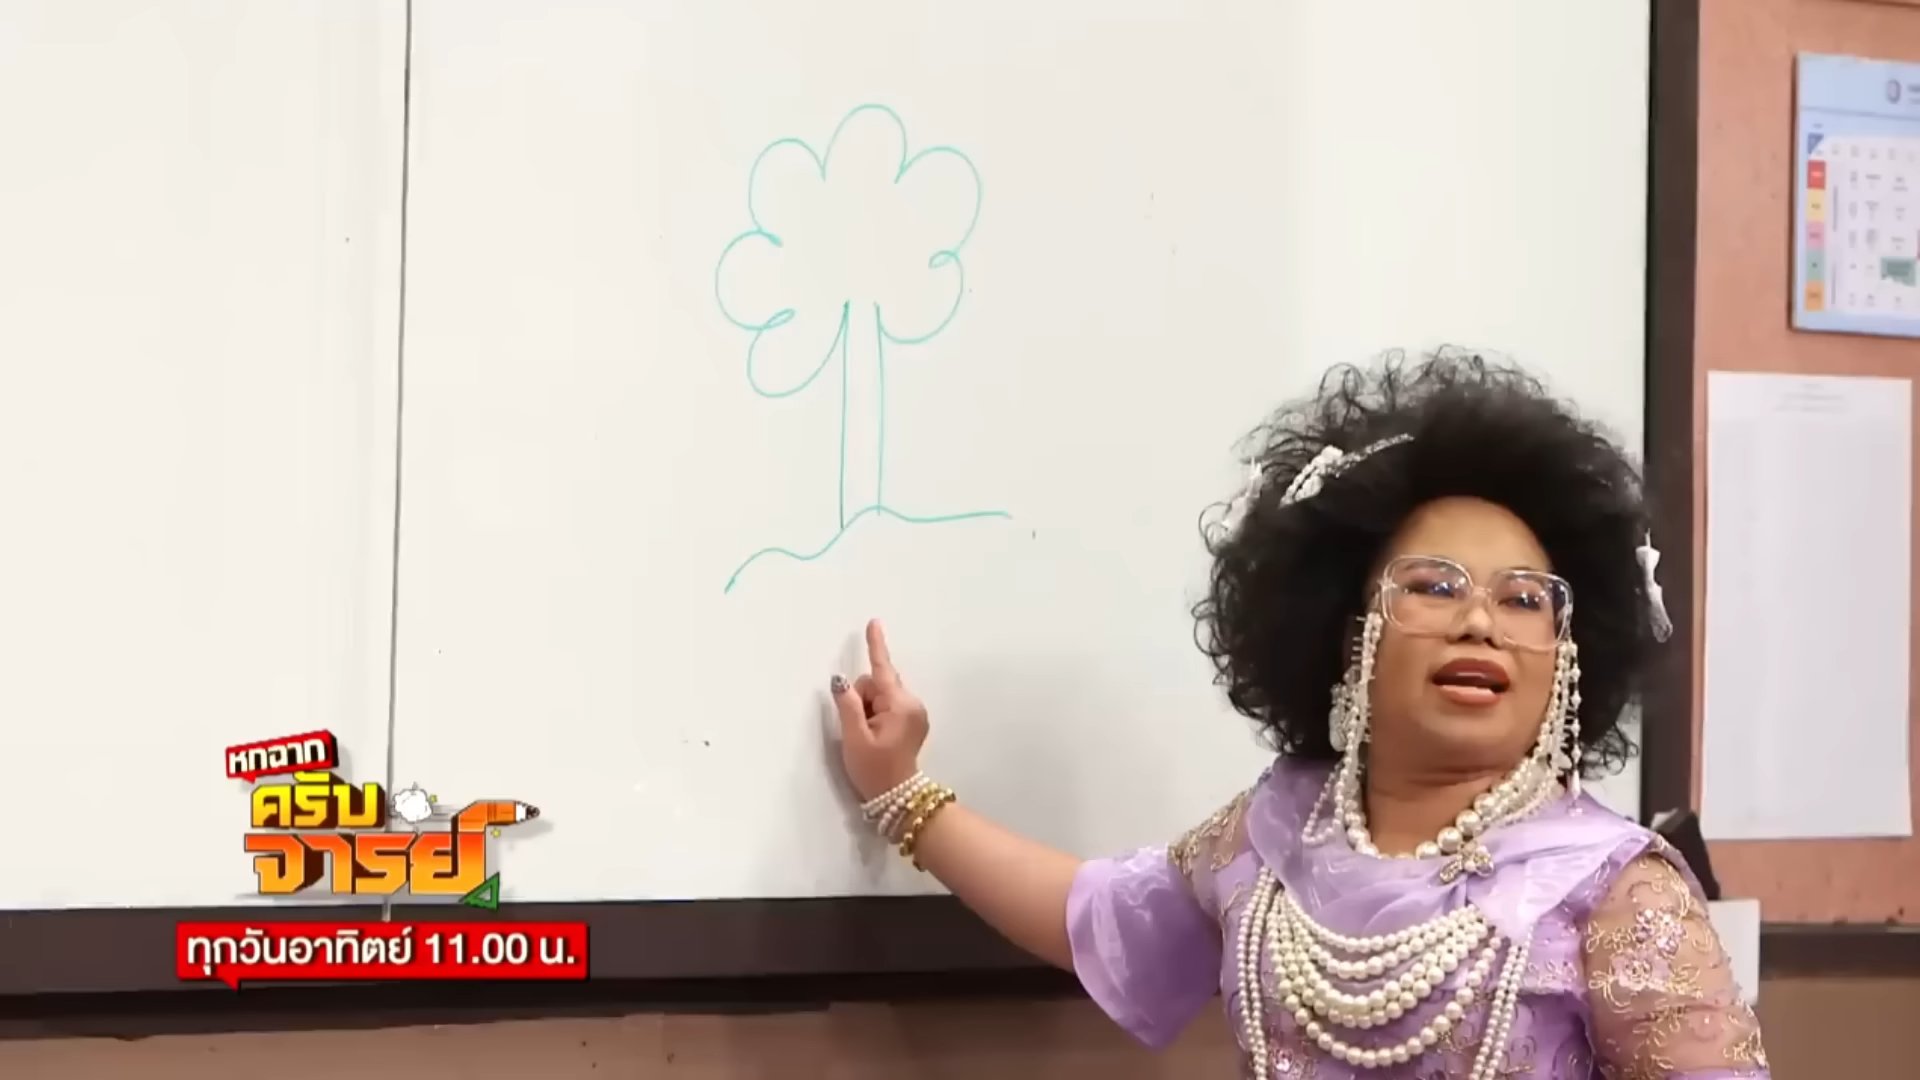 หกฉาก
ครับ
จารย์
ทุกวันอาทิตย์ 11.00 น.